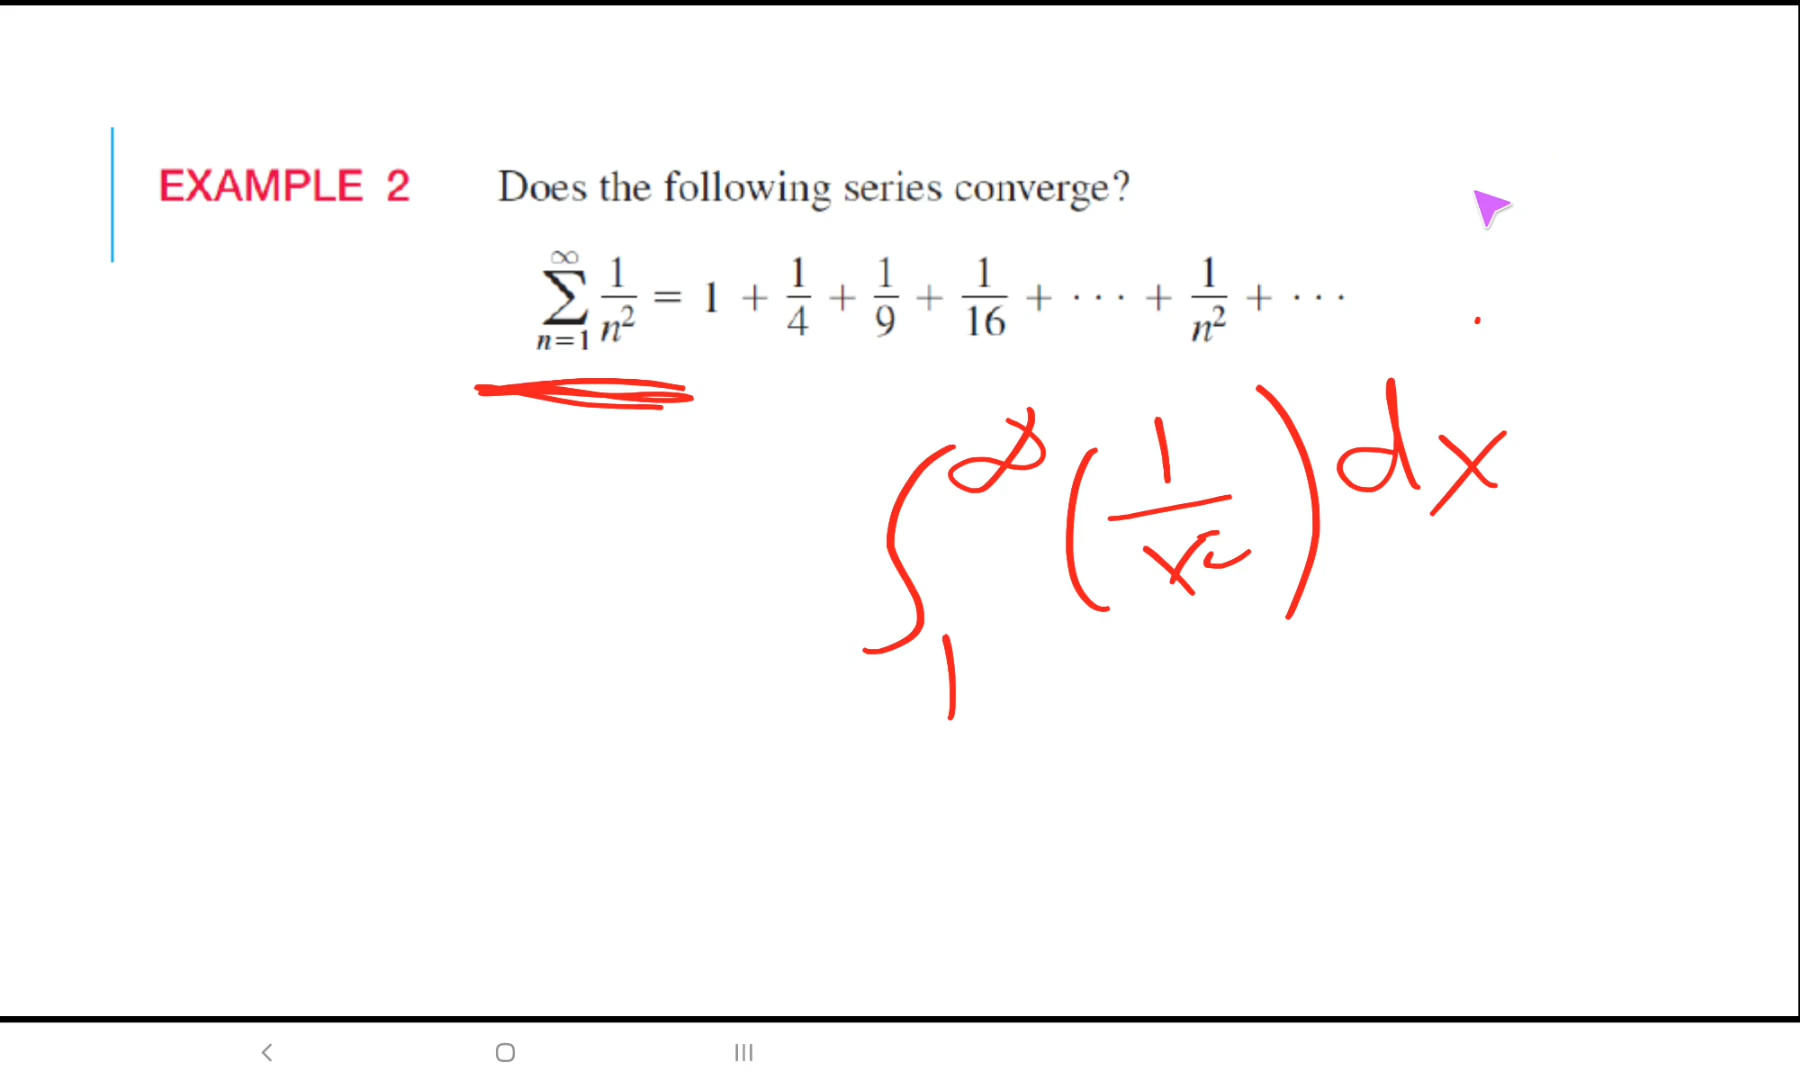 EXAMPLE 2 Does the following series converge?
∞∑n=1 1/n² = 1 + 1/4 + 1/9 + 1/16 + ··· + 1/n² + ···
∫₁^∞ (1/x²) dx